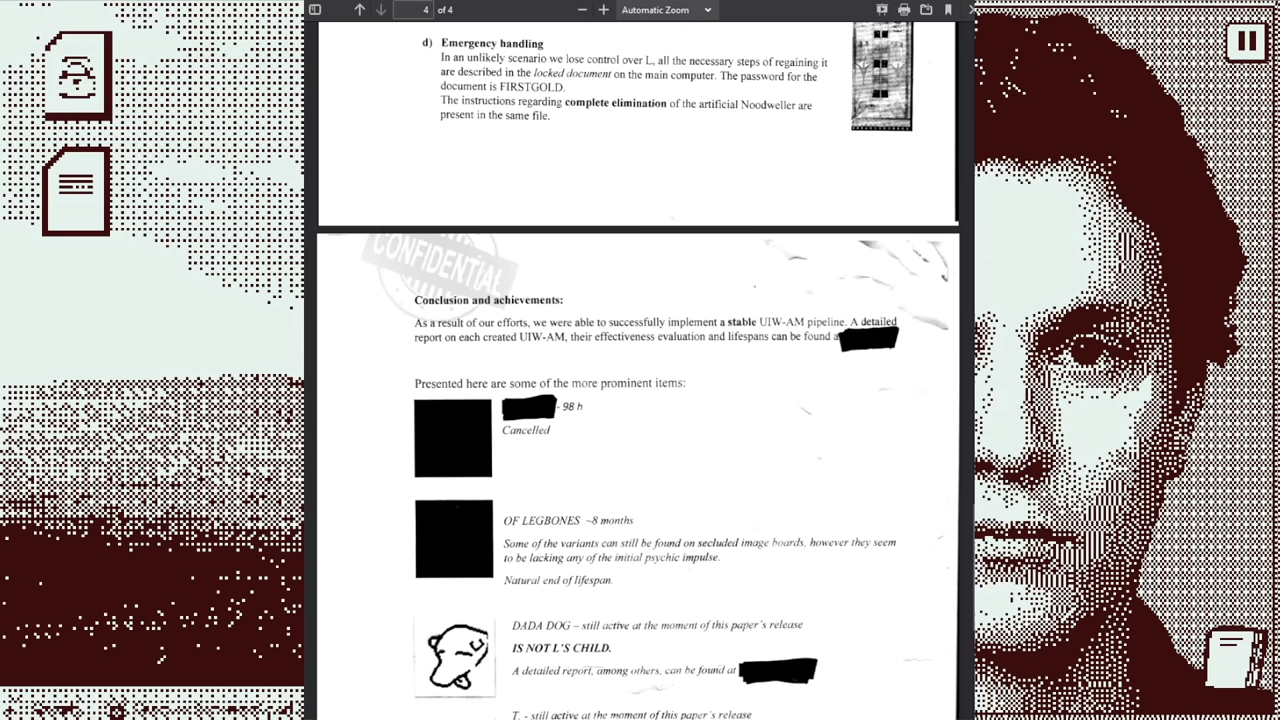 4 of 4
Automatic Zoom
d) Emergency handling
In an unlikely scenario we lose control over L, all the necessary steps of regaining it
are described in the locked document on the main computer. The password for the
document is FIRSTGOLD.
The instructions regarding complete elimination of the artificial Noodweller are
present in the same file.
CONFIDENTIAL
Conclusion and achievements:
As a result of our efforts, we were able to successfully implement a stable UIW-AM pipeline. A detailed
report on each created UIW-AM, their effectiveness evaluation and lifespans can be found a
Presented here are some of the more prominent items:
- 98 h
Cancelled
OF LEGBONES ~8 months
Some of the variants can still be found on secluded image boards, however they seem
to be lacking any of the initial psychic impulse.
Natural end of lifespan.
DADA DOG – still active at the moment of this paper's release
IS NOT L'S CHILD.
A detailed report, among others, can be found at
T. - still active at the moment of this paper's release